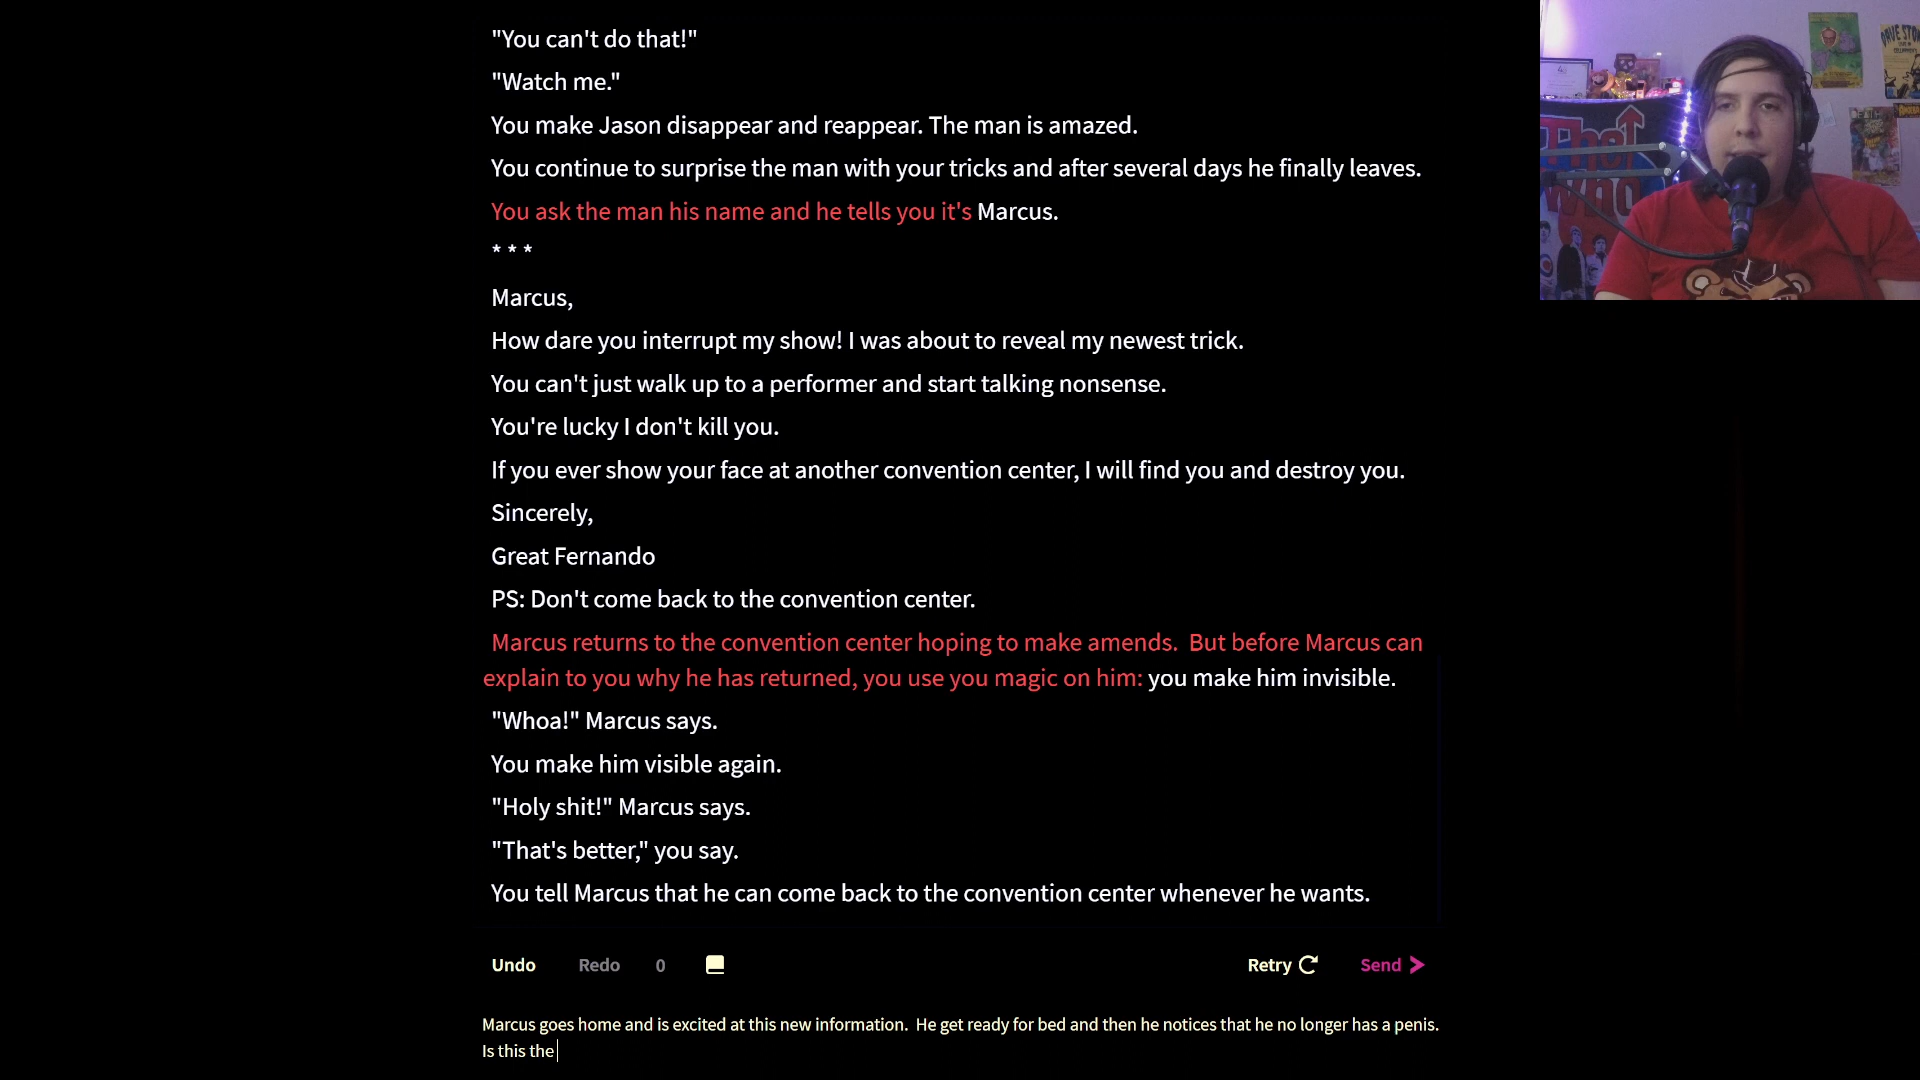 "You can't do that!"
"Watch me."
You make Jason disappear and reappear. The man is amazed.
You continue to surprise the man with your tricks and after several days he finally leaves.
You ask the man his name and he tells you it's Marcus.
* * *
Marcus,
How dare you interrupt my show! I was about to reveal my newest trick.
You can't just walk up to a performer and start talking nonsense.
You're lucky I don't kill you.
If you ever show your face at another convention center, I will find you and destroy you.
Sincerely,
Great Fernando
PS: Don't come back to the convention center.
Marcus returns to the convention center hoping to make amends.  But before Marcus can
explain to you why he has returned, you use you magic on him: you make him invisible.
"Whoa!" Marcus says.
You make him visible again.
"Holy shit!" Marcus says.
"That's better," you say.
You tell Marcus that he can come back to the convention center whenever he wants.
Undo Redo 0 Retry Send
Marcus goes home and is excited at this new information.  He get ready for bed and then he notices that he no longer has a penis.
Is this the
The
Who
DEATH